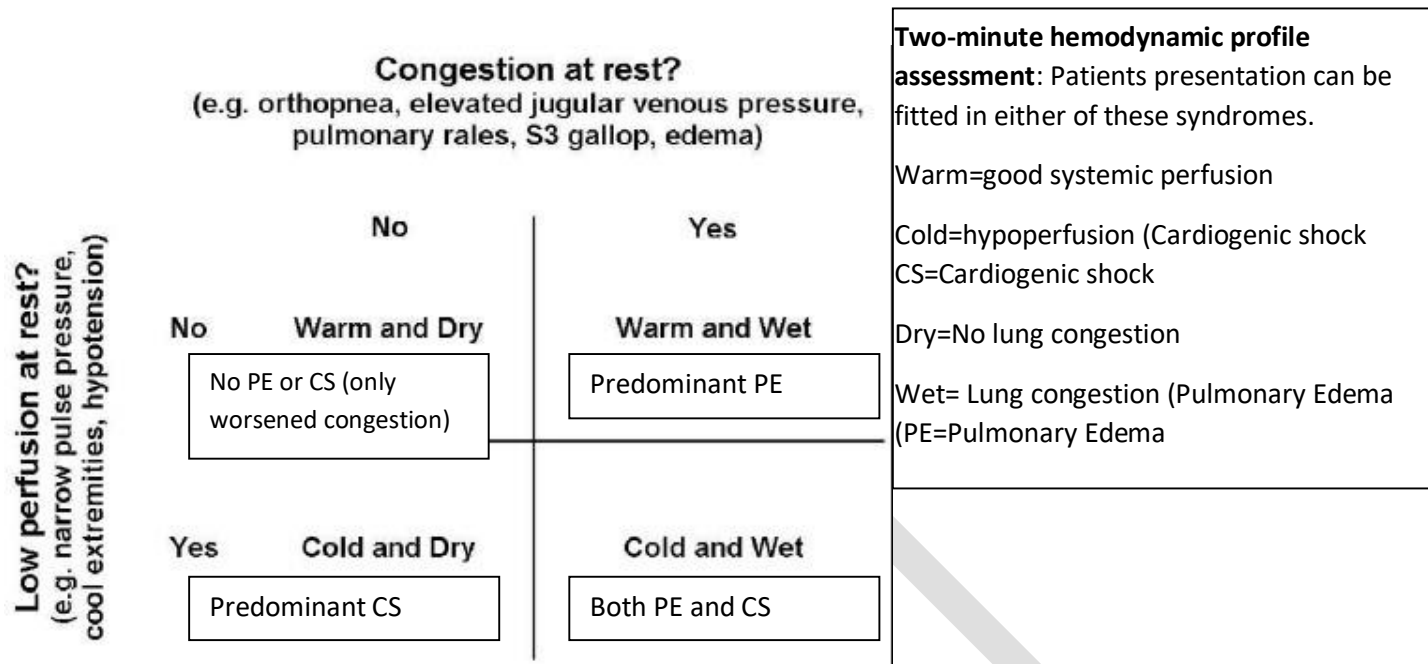 Congestion at rest?
(e.g. orthopnea, elevated jugular venous pressure,
pulmonary rales, S3 gallop, edema)
No
Yes
Low perfusion at rest?
(e.g. narrow pulse pressure,
cool extremities, hypotension)
No
Warm and Dry
Warm and Wet
No PE or CS (only
worsened congestion)
Predominant PE
Yes
Cold and Dry
Cold and Wet
Predominant CS
Both PE and CS
Two-minute hemodynamic profile
assessment: Patients presentation can be
fitted in either of these syndromes.
Warm=good systemic perfusion
Cold=hypoperfusion (Cardiogenic shock
CS=Cardiogenic shock
Dry=No lung congestion
Wet= Lung congestion (Pulmonary Edema
(PE=Pulmonary Edema